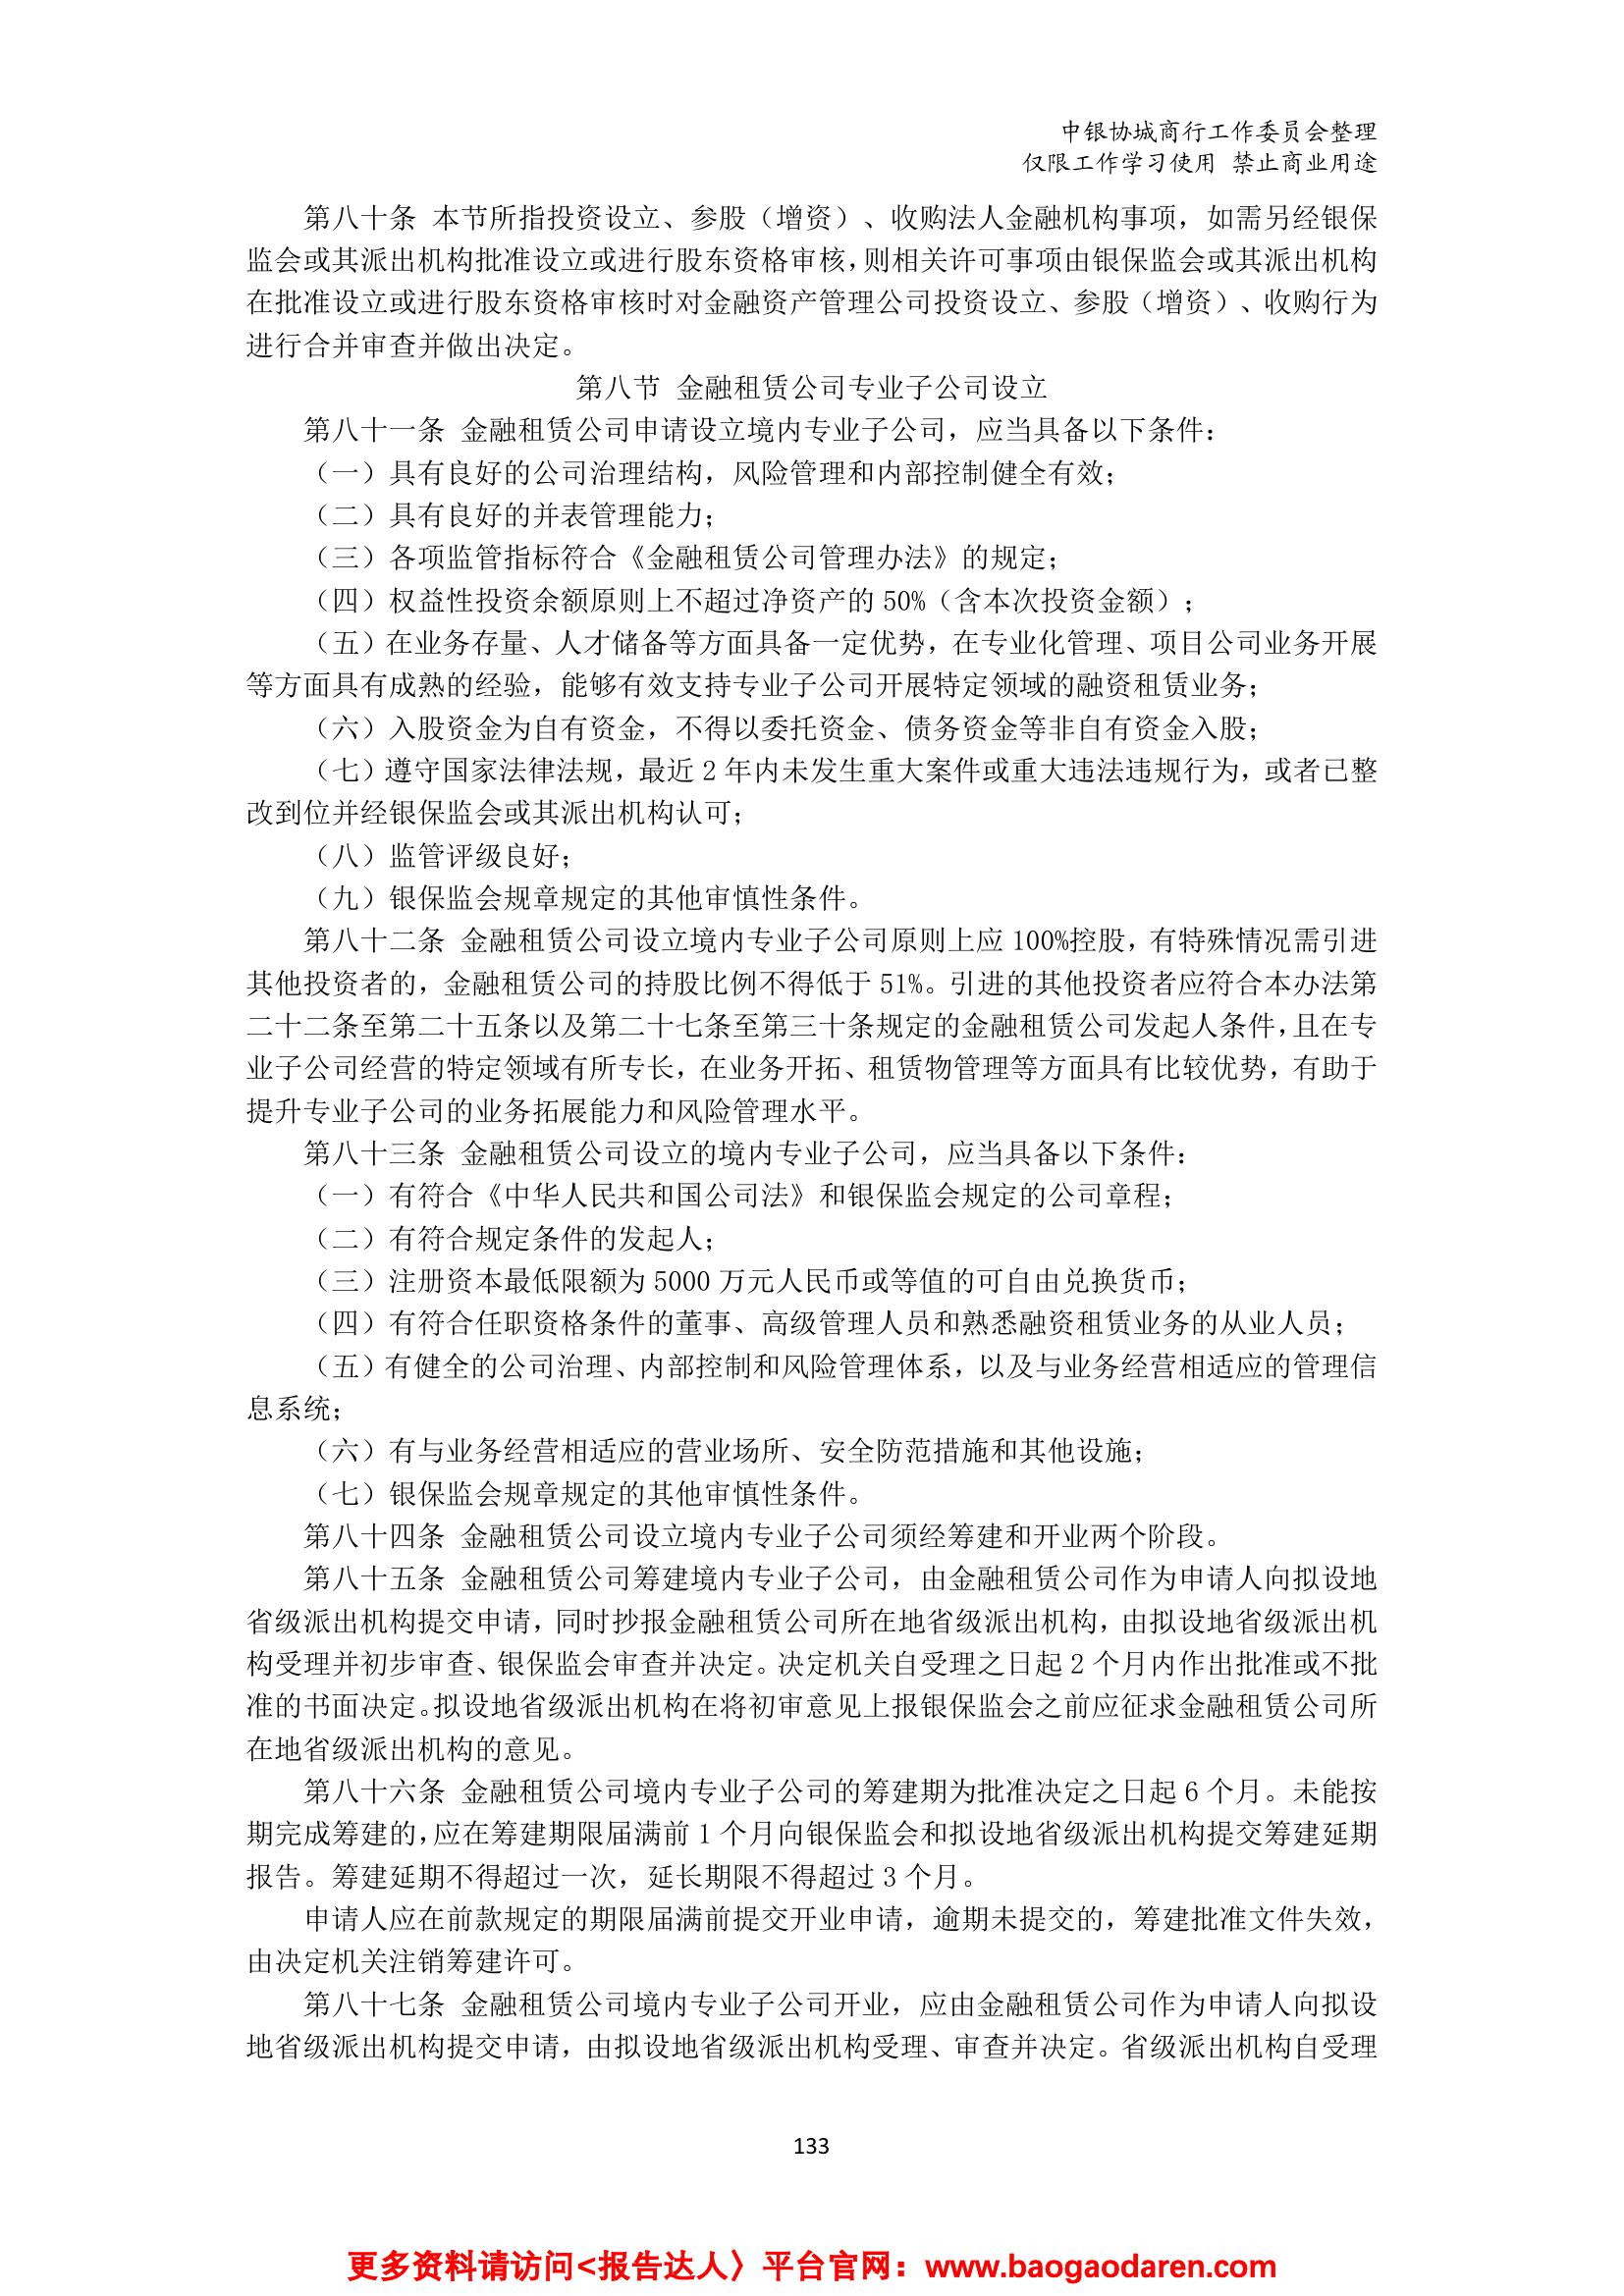 中银协城商行工作委员会整理
仅限工作学习使用 禁止商业用途
第八十条 本节所指投资设立、参股（增资）、收购法人金融机构事项，如需另经银保
监会或其派出机构批准设立或进行股东资格审核，则相关许可事项由银保监会或其派出机构
在批准设立或进行股东资格审核时对金融资产管理公司投资设立、参股（增资）、收购行为
进行合并审查并做出决定。
第八节 金融租赁公司专业子公司设立
第八十一条 金融租赁公司申请设立境内专业子公司，应当具备以下条件：
（一）具有良好的公司治理结构，风险管理和内部控制健全有效；
（二）具有良好的并表管理能力；
（三）各项监管指标符合《金融租赁公司管理办法》的规定；
（四）权益性投资余额原则上不超过净资产的 50%（含本次投资金额）；
（五）在业务存量、人才储备等方面具备一定优势，在专业化管理、项目公司业务开展
等方面具有成熟的经验，能够有效支持专业子公司开展特定领域的融资租赁业务；
（六）入股资金为自有资金，不得以委托资金、债务资金等非自有资金入股；
（七）遵守国家法律法规，最近 2 年内未发生重大案件或重大违法违规行为，或者已整
改到位并经银保监会或其派出机构认可；
（八）监管评级良好；
（九）银保监会规章规定的其他审慎性条件。
第八十二条 金融租赁公司设立境内专业子公司原则上应 100%控股，有特殊情况需引进
其他投资者的，金融租赁公司的持股比例不得低于 51%。引进的其他投资者应符合本办法第
二十二条至第二十五条以及第二十七条至第三十条规定的金融租赁公司发起人条件，且在专
业子公司经营的特定领域有所专长，在业务开拓、租赁物管理等方面具有比较优势，有助于
提升专业子公司的业务拓展能力和风险管理水平。
第八十三条 金融租赁公司设立的境内专业子公司，应当具备以下条件：
（一）有符合《中华人民共和国公司法》和银保监会规定的公司章程；
（二）有符合规定条件的发起人；
（三）注册资本最低限额为 5000 万元人民币或等值的可自由兑换货币；
（四）有符合任职资格条件的董事、高级管理人员和熟悉融资租赁业务的从业人员；
（五）有健全的公司治理、内部控制和风险管理体系，以及与业务经营相适应的管理信
息系统；
（六）有与业务经营相适应的营业场所、安全防范措施和其他设施；
（七）银保监会规章规定的其他审慎性条件。
第八十四条 金融租赁公司设立境内专业子公司须经筹建和开业两个阶段。
第八十五条 金融租赁公司筹建境内专业子公司，由金融租赁公司作为申请人向拟设地
省级派出机构提交申请，同时抄报金融租赁公司所在地省级派出机构，由拟设地省级派出机
构受理并初步审查、银保监会审查并决定。决定机关自受理之日起 2 个月内作出批准或不批
准的书面决定。拟设地省级派出机构在将初审意见上报银保监会之前应征求金融租赁公司所
在地省级派出机构的意见。
第八十六条 金融租赁公司境内专业子公司的筹建期为批准决定之日起 6 个月。未能按
期完成筹建的，应在筹建期限届满前 1 个月向银保监会和拟设地省级派出机构提交筹建延期
报告。筹建延期不得超过一次，延长期限不得超过 3 个月。
申请人应在前款规定的期限届满前提交开业申请，逾期未提交的，筹建批准文件失效，
由决定机关注销筹建许可。
第八十七条 金融租赁公司境内专业子公司开业，应由金融租赁公司作为申请人向拟设
地省级派出机构提交申请，由拟设地省级派出机构受理、审查并决定。省级派出机构自受理
133
更多资料请访问<报告达人〉平台官网：www.baogaodaren.com